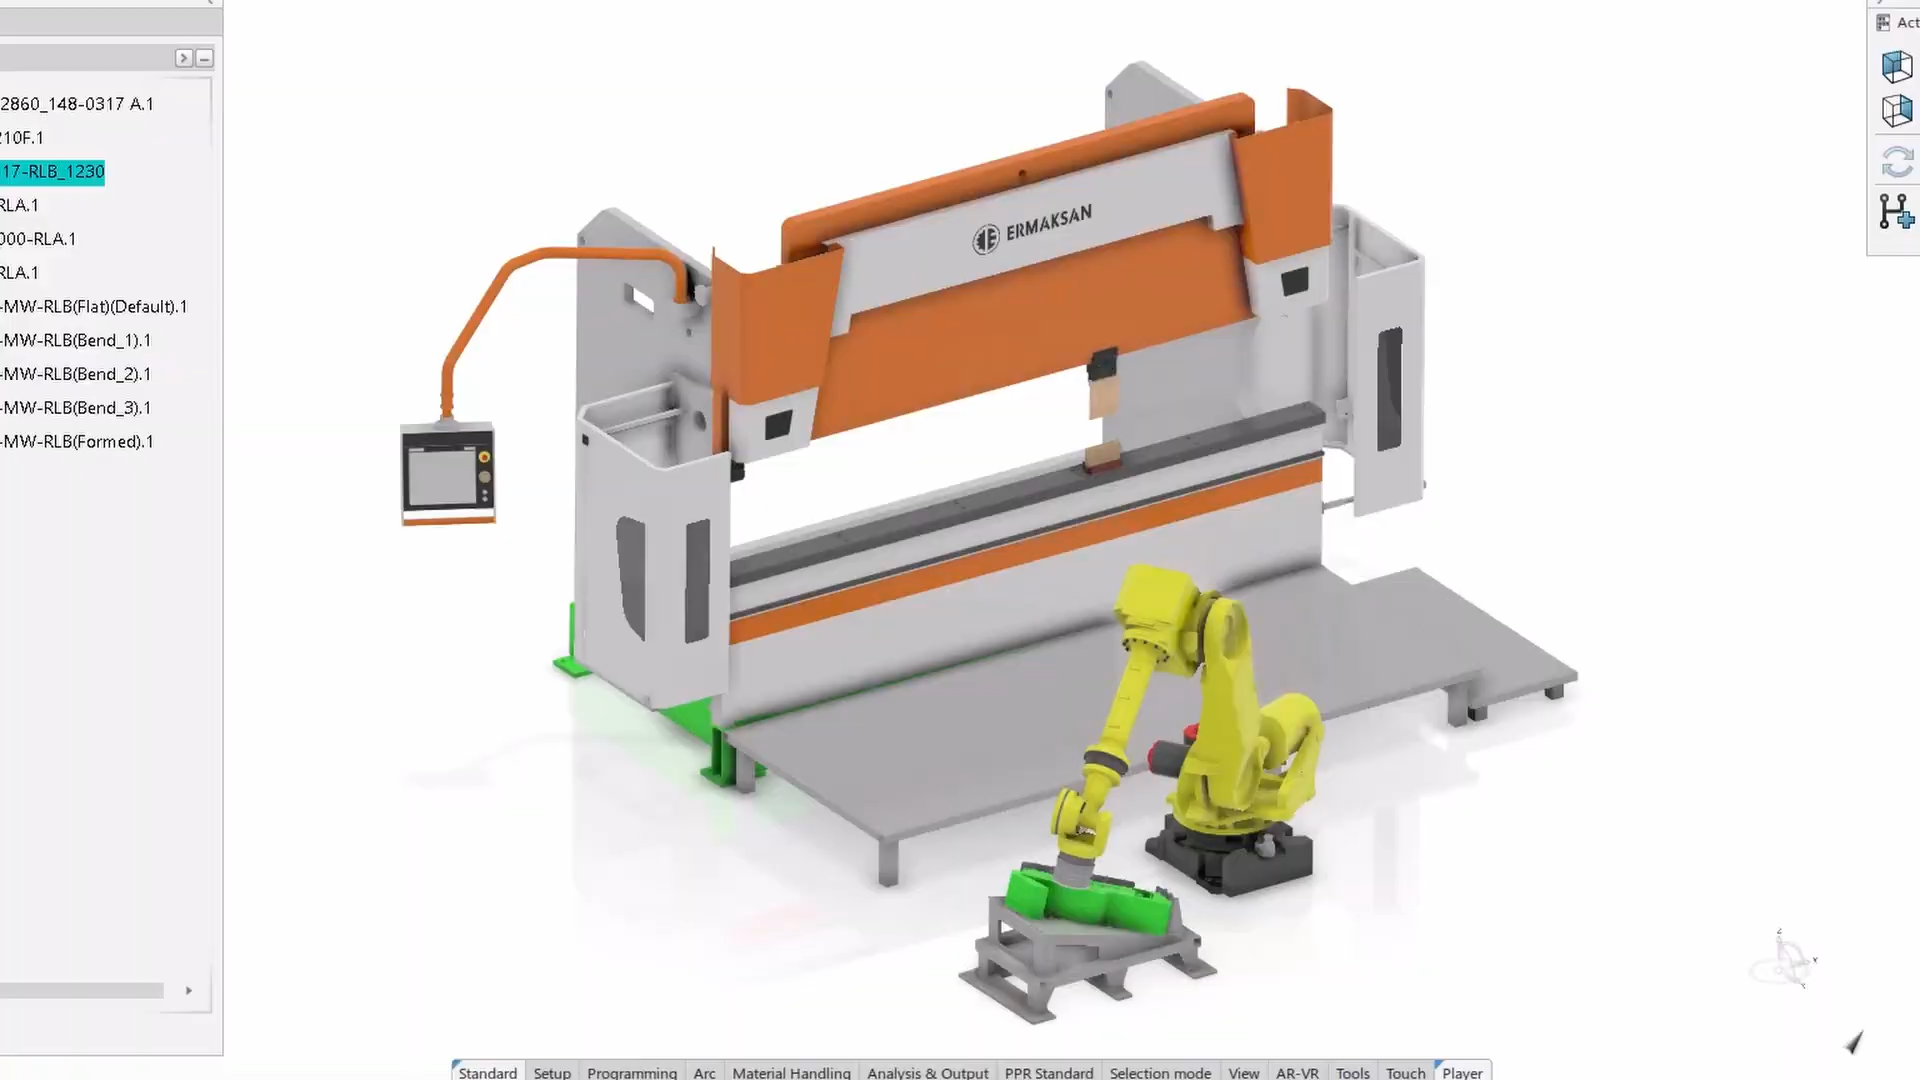 2860_148-0317 A.1
210F.1
17-RLB_1230
RLA.1
000-RLA.1
RLA.1
-MW-RLB(Flat)(Default).1
-MW-RLB(Bend_1).1
-MW-RLB(Bend_2).1
-MW-RLB(Bend_3).1
-MW-RLB(Formed).1
ERMAKSAN
Act
Standard Setup Programming Arc Material Handling Analysis & Output PPR Standard Selection mode View AR-VR Tools Touch Player